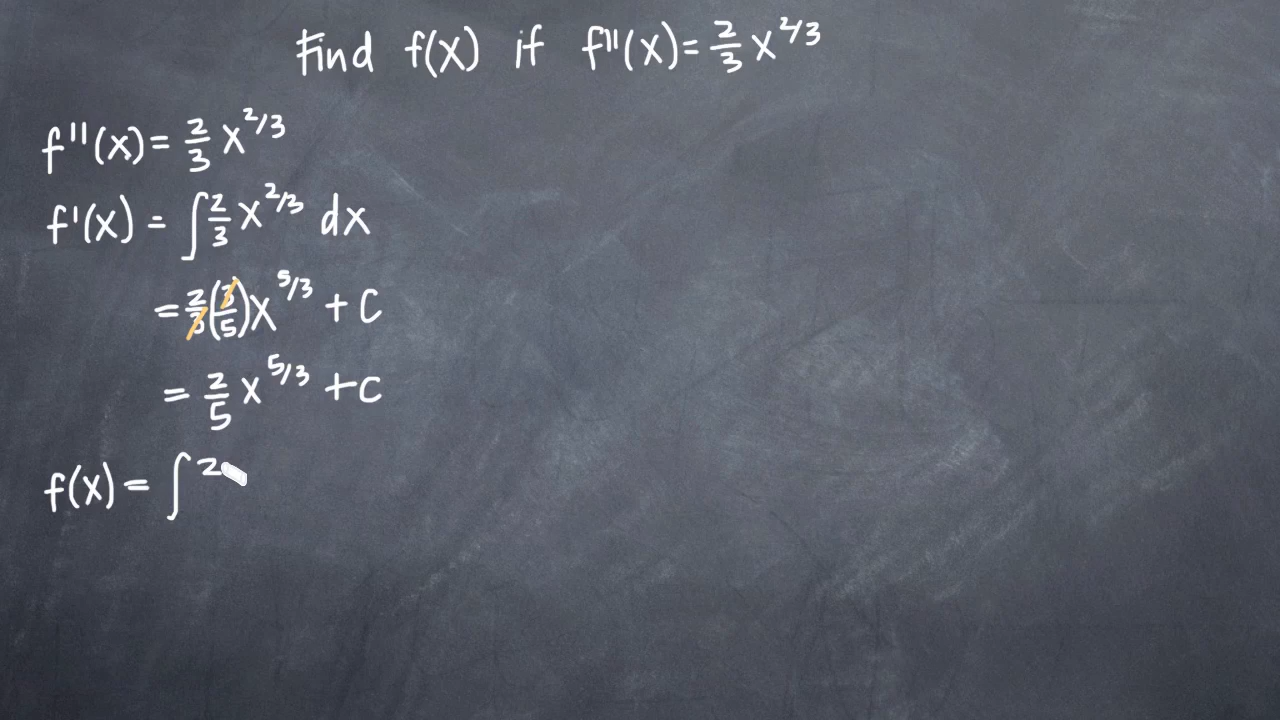 Find f(x) if f''(x)= 2/3 x^2/3
f''(x)= 2/3 x^2/3
f'(x) = ∫ 2/3 x^2/3 dx
= 2/3 (3/5) x^5/3 + C
= 2/5 x^5/3 + C
f(x) = ∫ 2